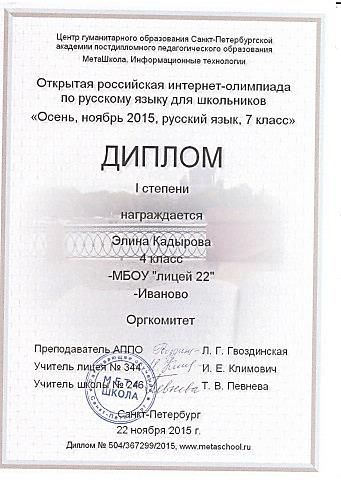 Центр гуманитарного образования Санкт-Петербургской
академии постдипломного педагогического образования
МетаШкола. Информационные технологии
Открытая российская интернет-олимпиада
по русскому языку для школьников
«Осень, ноябрь 2015, русский язык, 7 класс»
ДИПЛОМ
I степени
награждается
Элина Кадырова
4 класс
-МБОУ "лицей 22"
-Иваново
Оргкомитет
Преподаватель АППО Л. Г. Гвоздинская
Учитель лицея № 344 И. Е. Климович
Учитель школы № 246 Т. В. Певнева
МЕТА
ШКОЛА
Санкт-Петербург
22 ноября 2015 г.
Диплом № 504/367299/2015, www.metaschool.ru